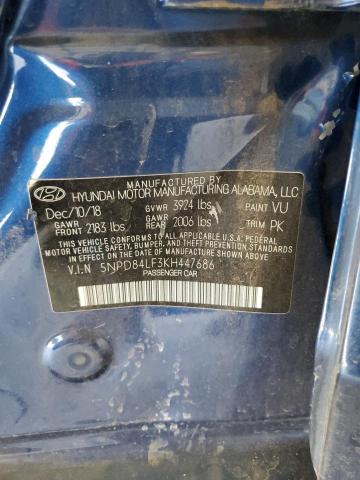 MANUFACTURED BY
HYUNDAI MOTOR MANUFACTURING ALABAMA, LLC
Dec/10/18 GVWR 3924 lbs PAINT VU
GAWR FRONT 2183 lbs GAWR REAR 2006 lbs TRIM PK
THIS VEHICLE CONFORMS TO ALL APPLICABLE U.S.A. FEDERAL
MOTOR VEHICLE SAFETY, BUMPER, AND THEFT PREVENTION STANDARDS
IN EFFECT ON THE DATE OF MANUFACTURE SHOWN ABOVE.
V.I.N 5NPD84LF3KH447686
PASSENGER CAR